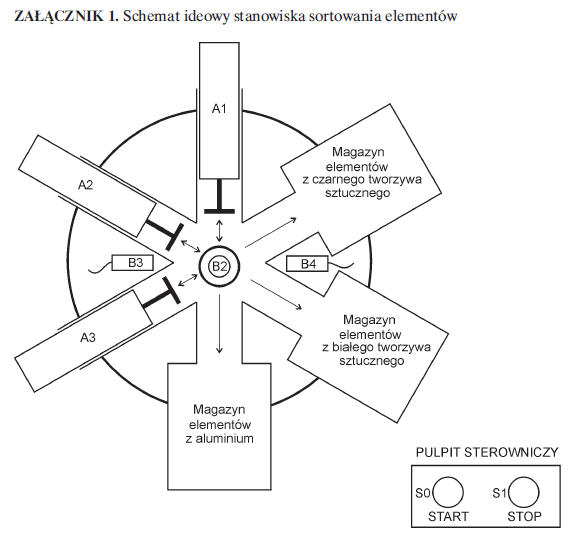 ZAŁĄCZNIK 1. Schemat ideowy stanowiska sortowania elementów
A1
Magazyn
elementów
z czarnego tworzywa
sztucznego
A2
B3
B2
B4
A3
Magazyn
elementów
z białego tworzywa
sztucznego
Magazyn
elementów
z aluminium
PULPIT STEROWNICZY
S0
S1
START
STOP